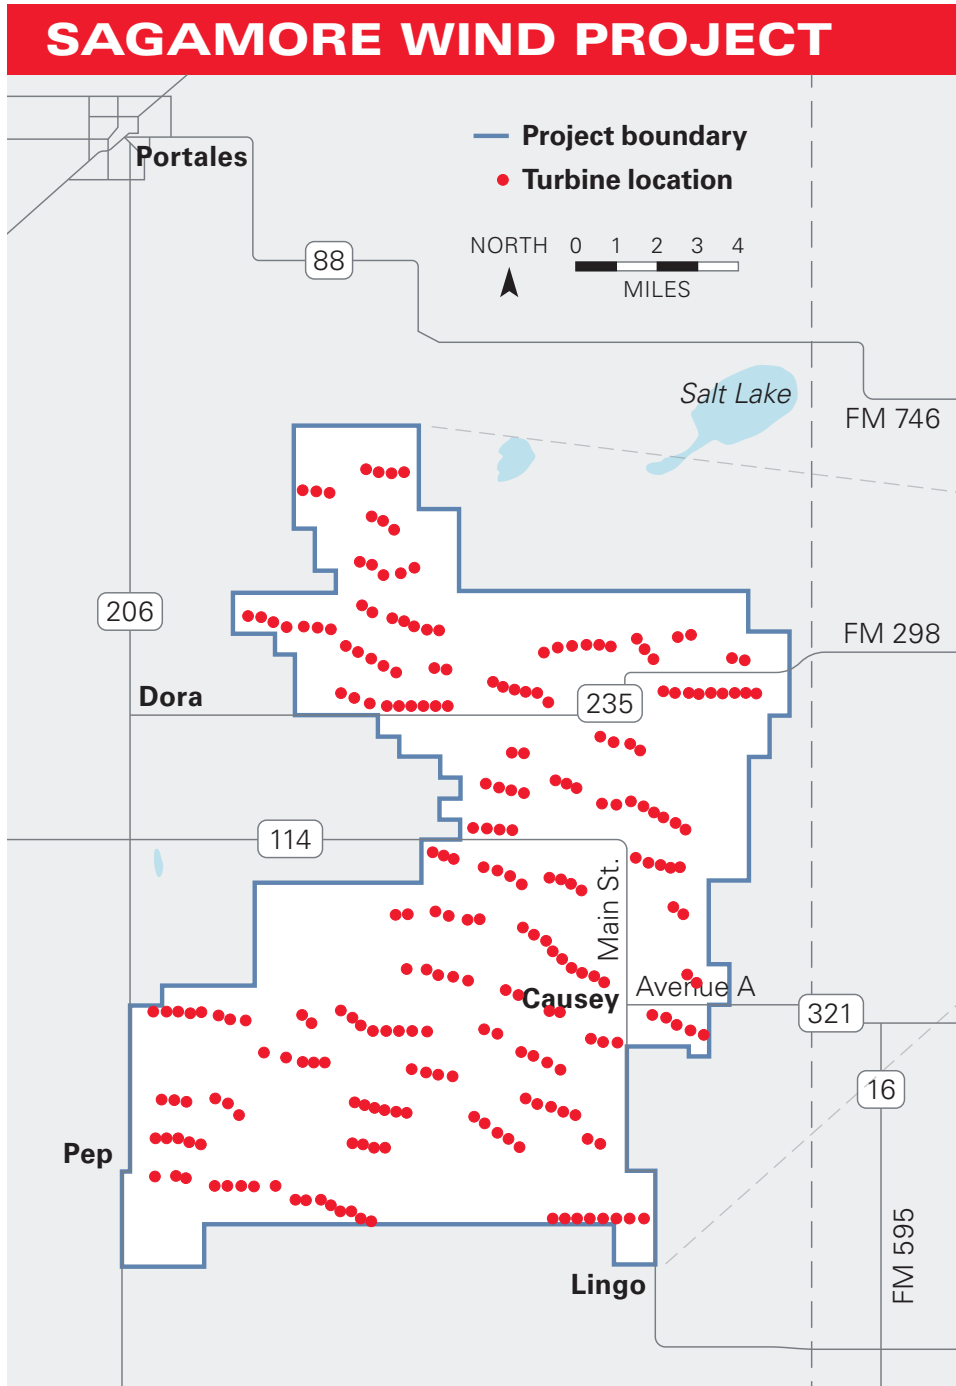 SAGAMORE WIND PROJECT
Project boundary
Portales
Turbine location
NORTH 0 1 2 3 4
88
MILES
Salt Lake
FM 746
206
FM 298
Dora
235
114
Main St.
Causey
Avenue A
321
16
Pep
FM 595
Lingo